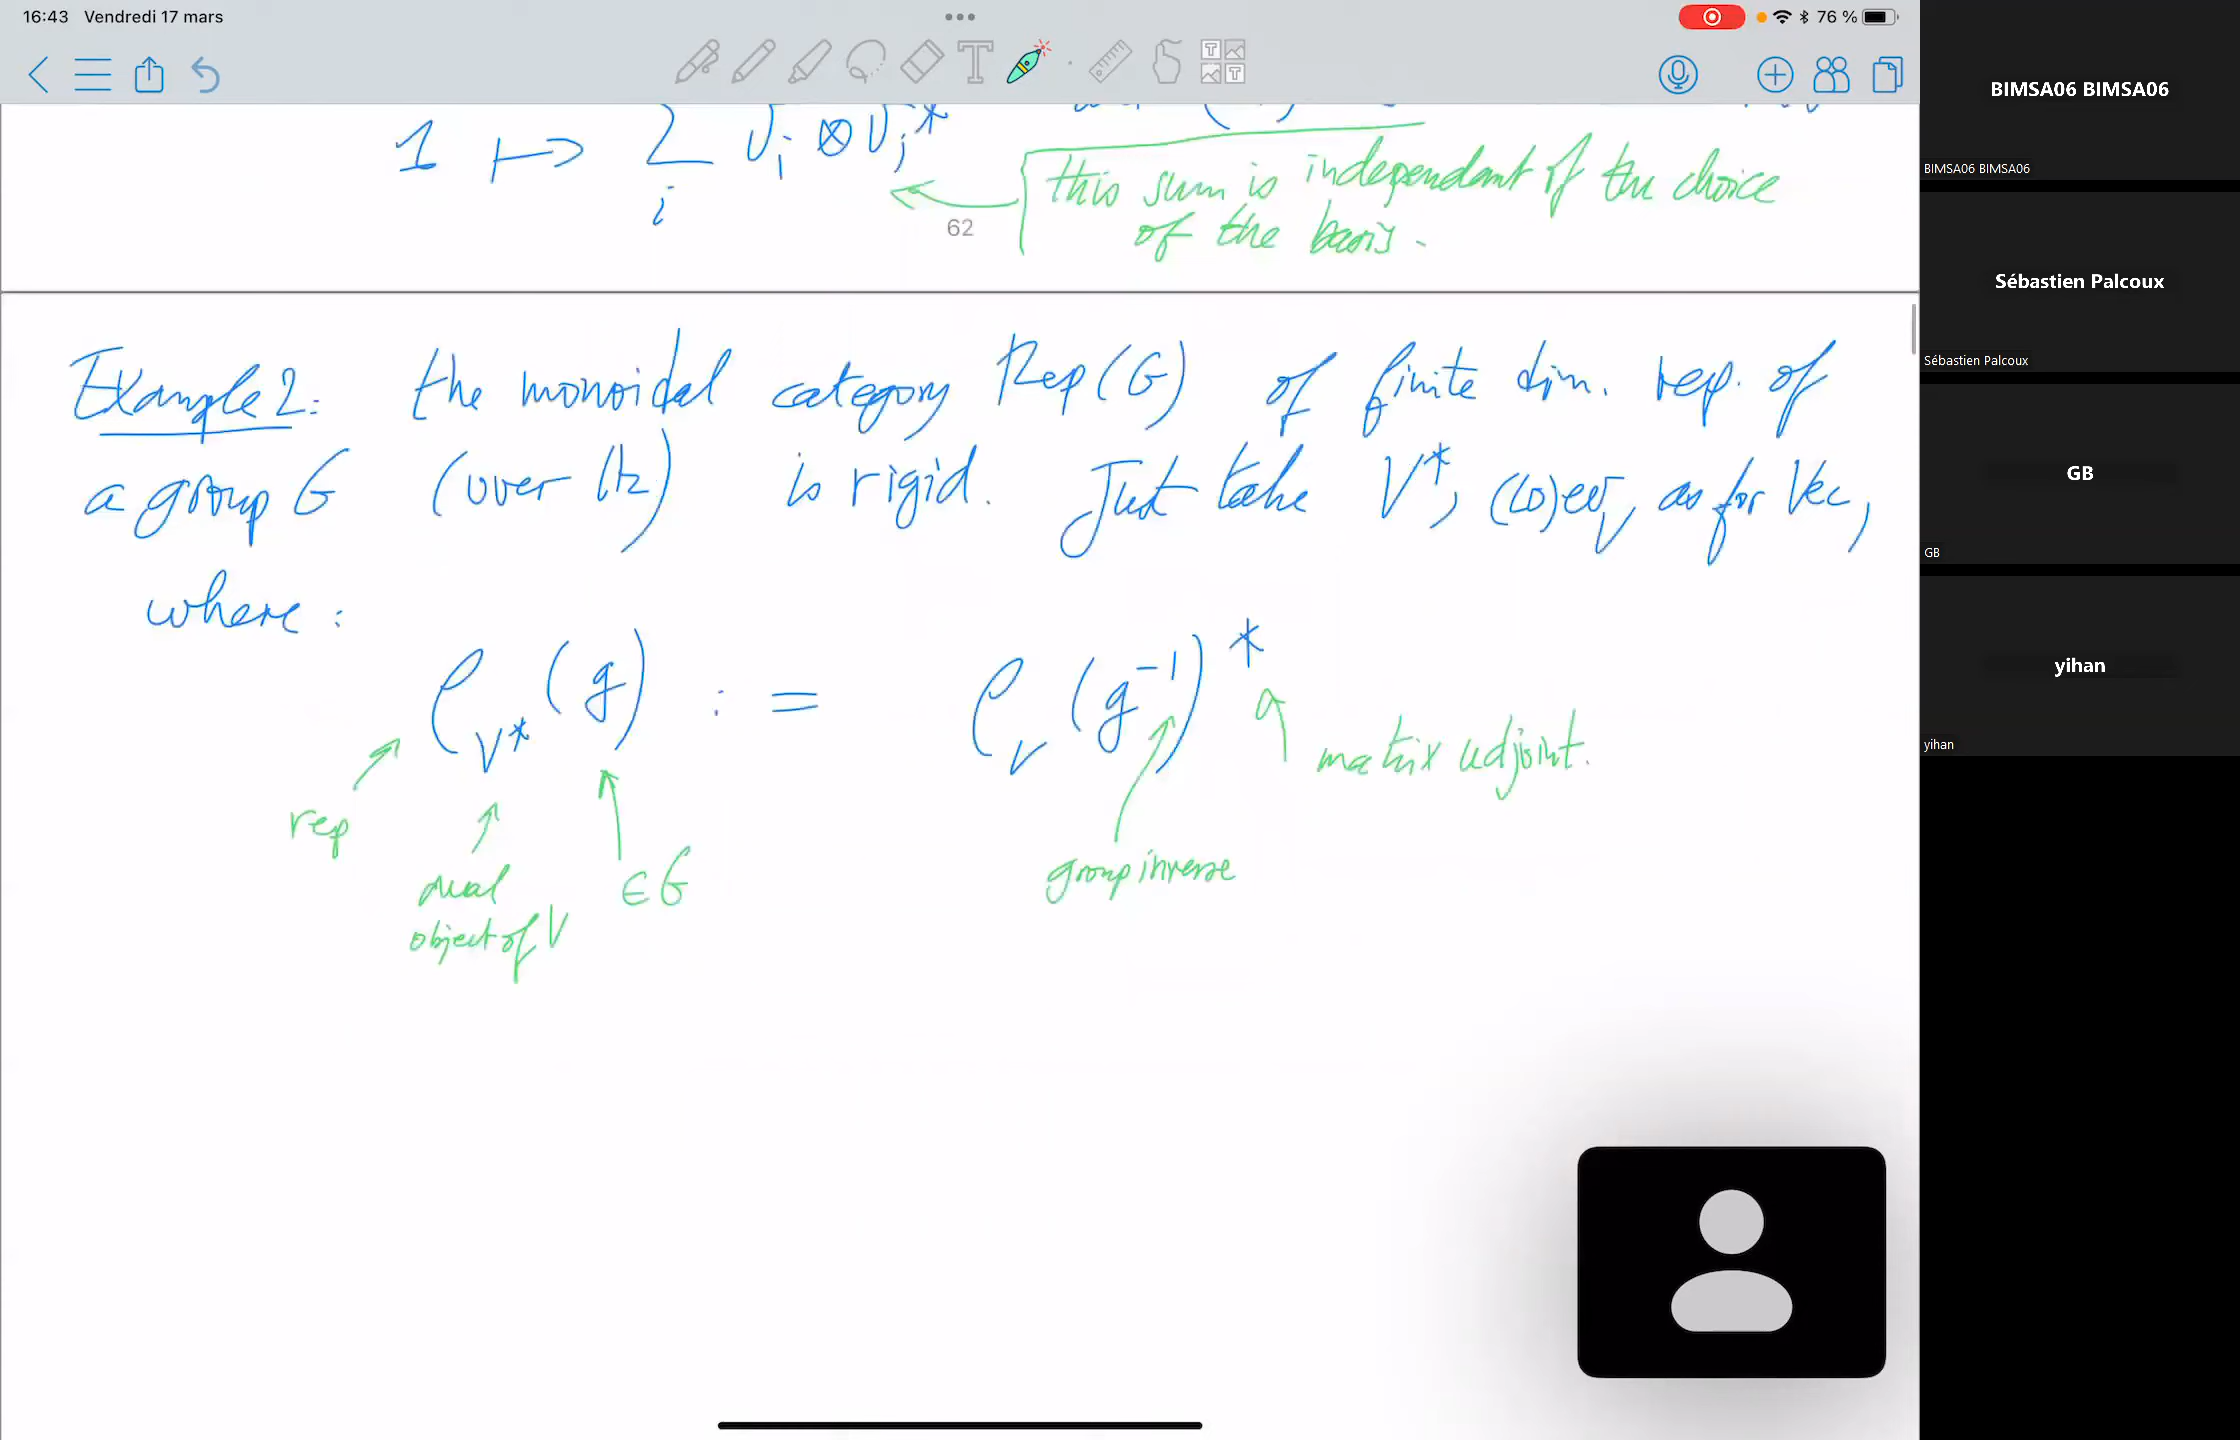 16:43 Vendredi 17 mars
76 %
1 ↦ ∑ᵢ vᵢ ⊗ vᵢ*
this sum is independant of the choice
of the basis.
62
Example 2: the monoidal category Rep(G) of finite dim. rep. of
a group G (over 𝕜) is rigid. Just take V*, (co)ev_V as for Vec,
where :
ρ_V* (g) := ρ_V (g⁻¹)*
matrix adjoint.
rep
dual
object of V
∈ G
group inverse
BIMSA06 BIMSA06
BIMSA06 BIMSA06
Sébastien Palcoux
Sébastien Palcoux
GB
GB
yihan
yihan